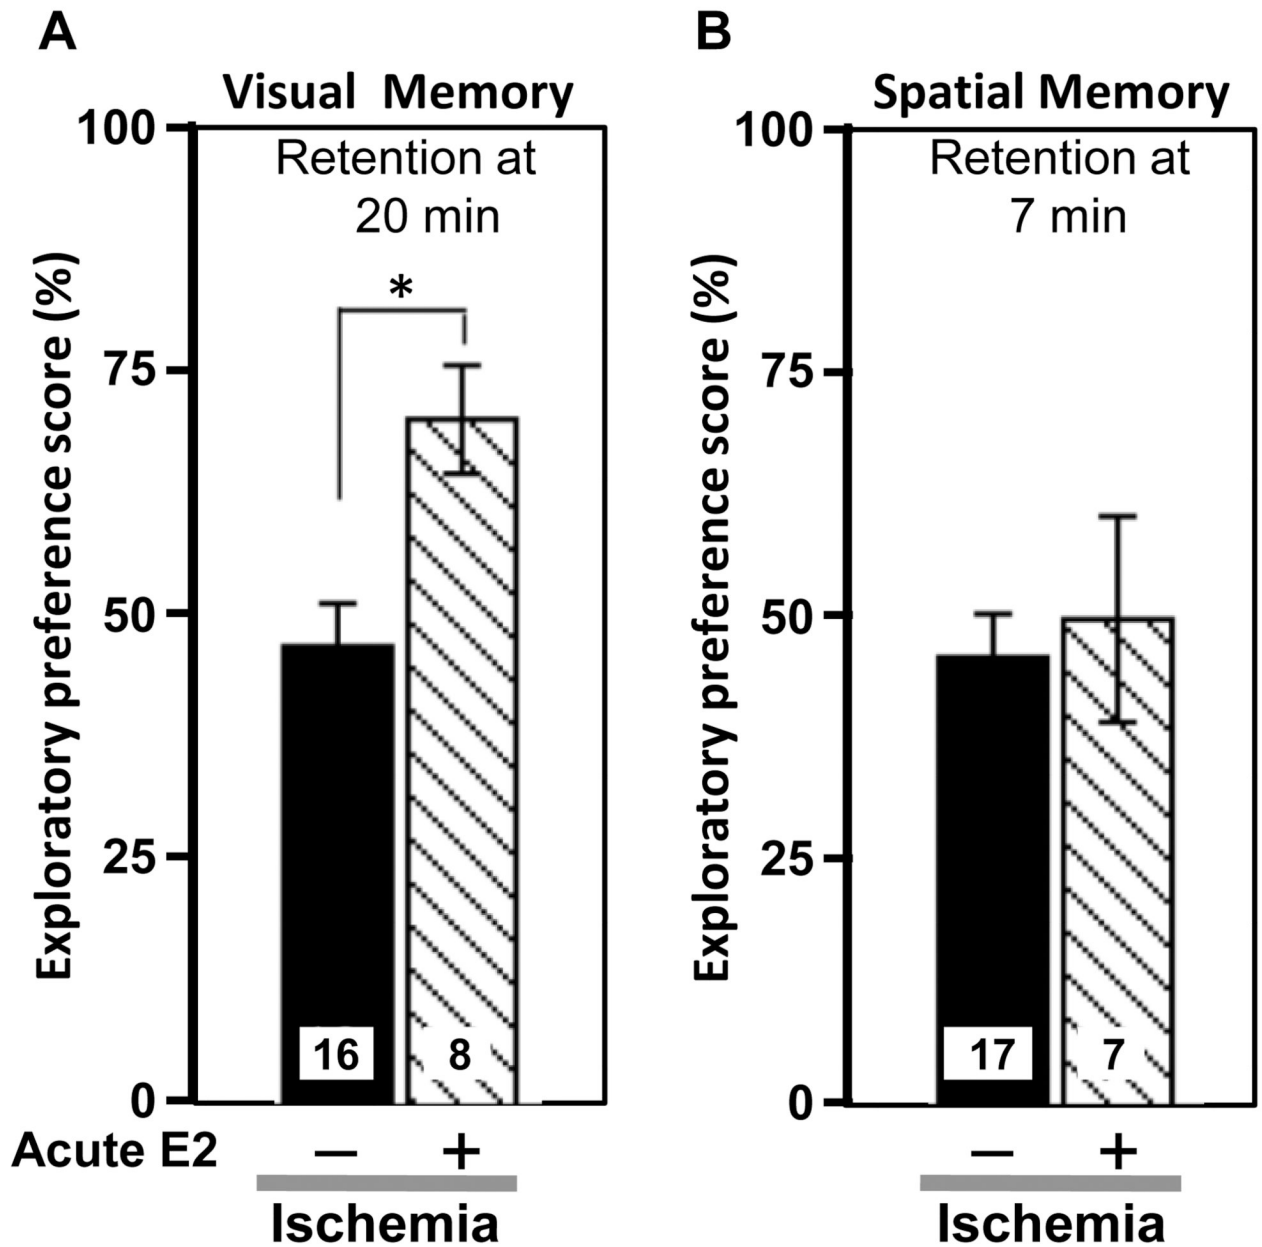 A
Visual Memory
Retention at
20 min
*
Exploratory preference score (%)
100
75
50
25
0
16
8
Acute E2
– +
Ischemia
B
Spatial Memory
Retention at
7 min
Exploratory preference score (%)
100
75
50
25
0
17
7
– +
Ischemia